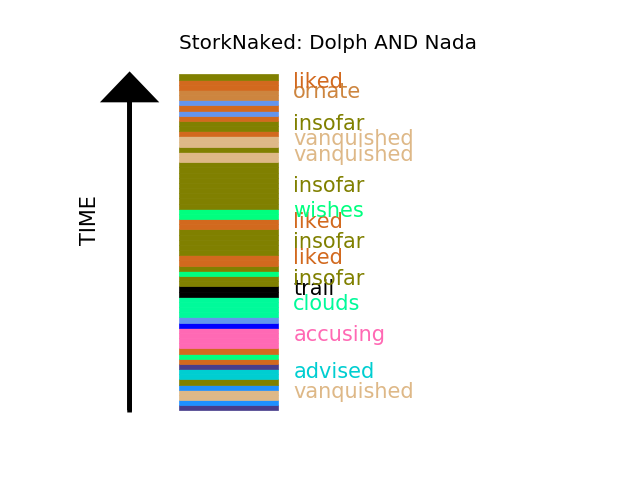 StorkNaked: Dolph AND Nada
liked
ornate
insofar
vanquished
vanquished
insofar
wishes
liked
insofar
liked
insofar
trail
clouds
accusing
advised
vanquished
TIME